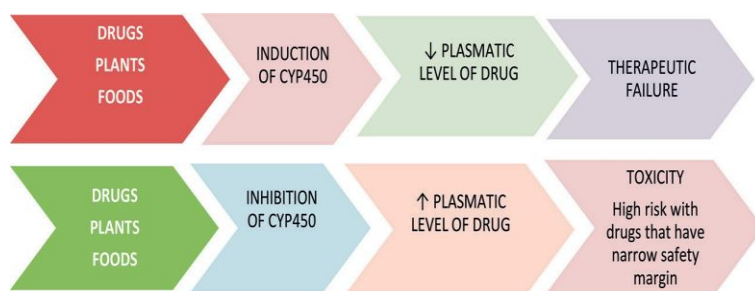 DRUGS
PLANTS
FOODS
INDUCTION
OF CYP450
↓ PLASMATIC
LEVEL OF DRUG
THERAPEUTIC
FAILURE
DRUGS
PLANTS
FOODS
INHIBITION
OF CYP450
↑ PLASMATIC
LEVEL OF DRUG
TOXICITY
High risk with
drugs that have
narrow safety
margin